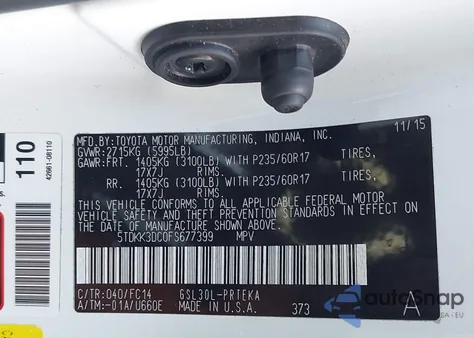 110
42661-08110
MFD. BY:TOYOTA MOTOR MANUFACTURING, INDIANA, INC.
GVWR:2715KG (5995LB) 11/15
GAWR:FRT. 1405KG (3100LB) WITH P235/60R17 TIRES,
17X7J
RR. 1405KG (3100LB) WITH P235/60R17 TIRES,
17X7J
THIS VEHICLE CONFORMS TO ALL APPLICABLE FEDERAL MOTOR
VEHICLE SAFETY AND THEFT PREVENTION STANDARDS IN EFFECT
ON THE DATE OF MANUFACTURE SHOWN ABOVE.
5TDKK3DC0FS677399 MPV
C/TR:040/FC14 GSL30L-PRTEKA
A/TM:-01A/U660E MADE IN U.S.A. 373 A
autoSnap